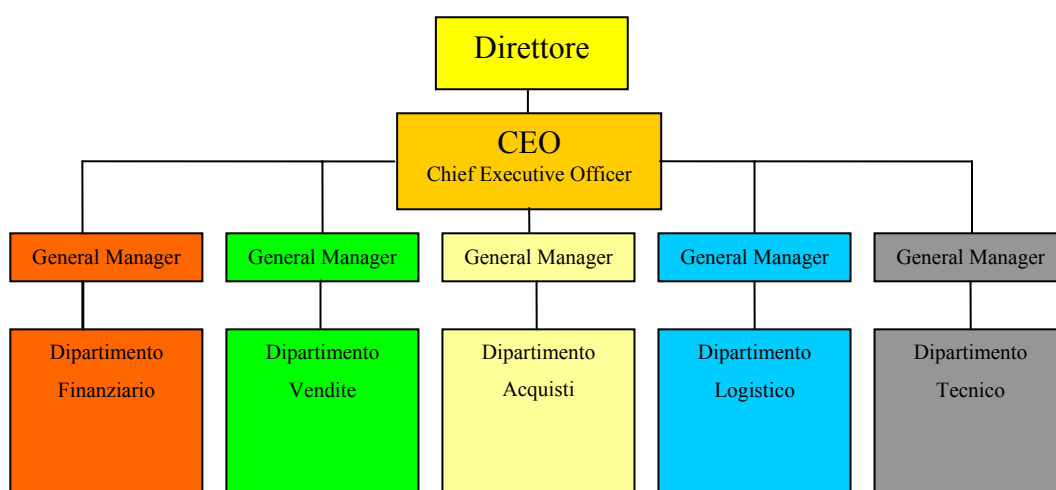 Direttore
CEO
Chief Executive Officer
General Manager
General Manager
General Manager
General Manager
General Manager
Dipartimento
Finanziario
Dipartimento
Vendite
Dipartimento
Acquisti
Dipartimento
Logistico
Dipartimento
Tecnico